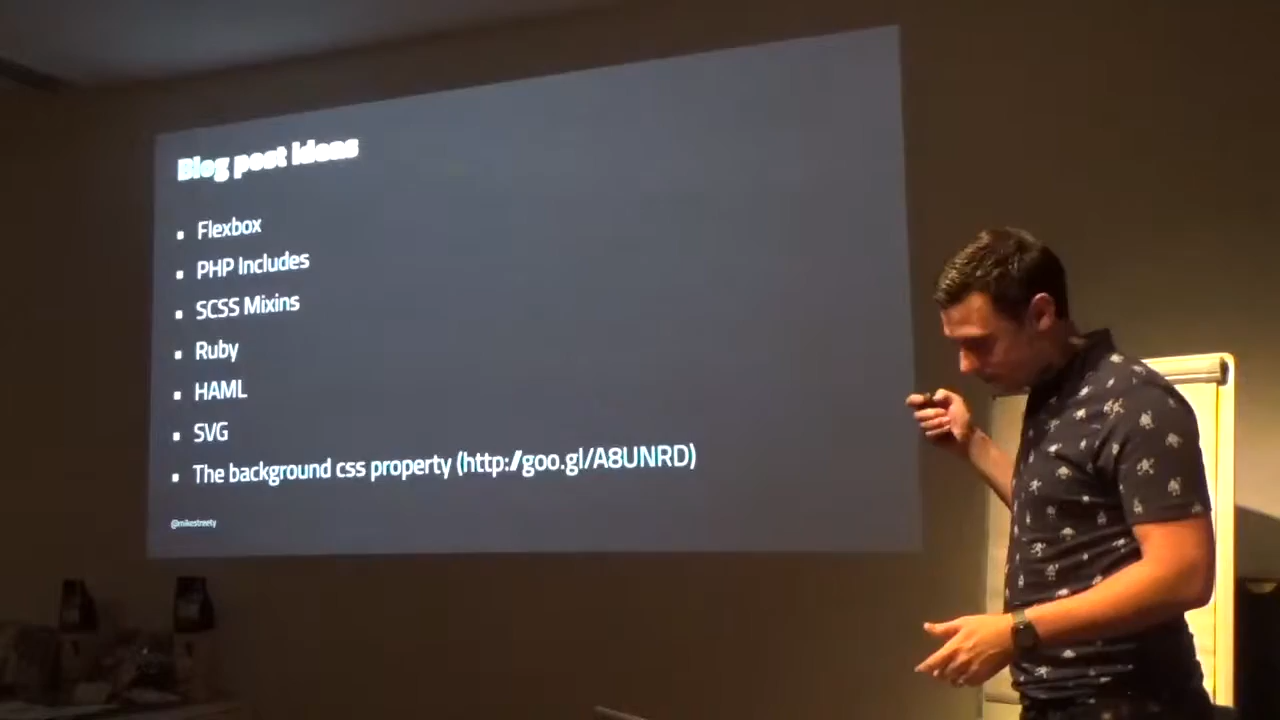 Blog post ideas
Flexbox
PHP Includes
SCSS Mixins
Ruby
HAML
SVG
The background css property (http://goo.gl/A8UNRD)
@mikestreety